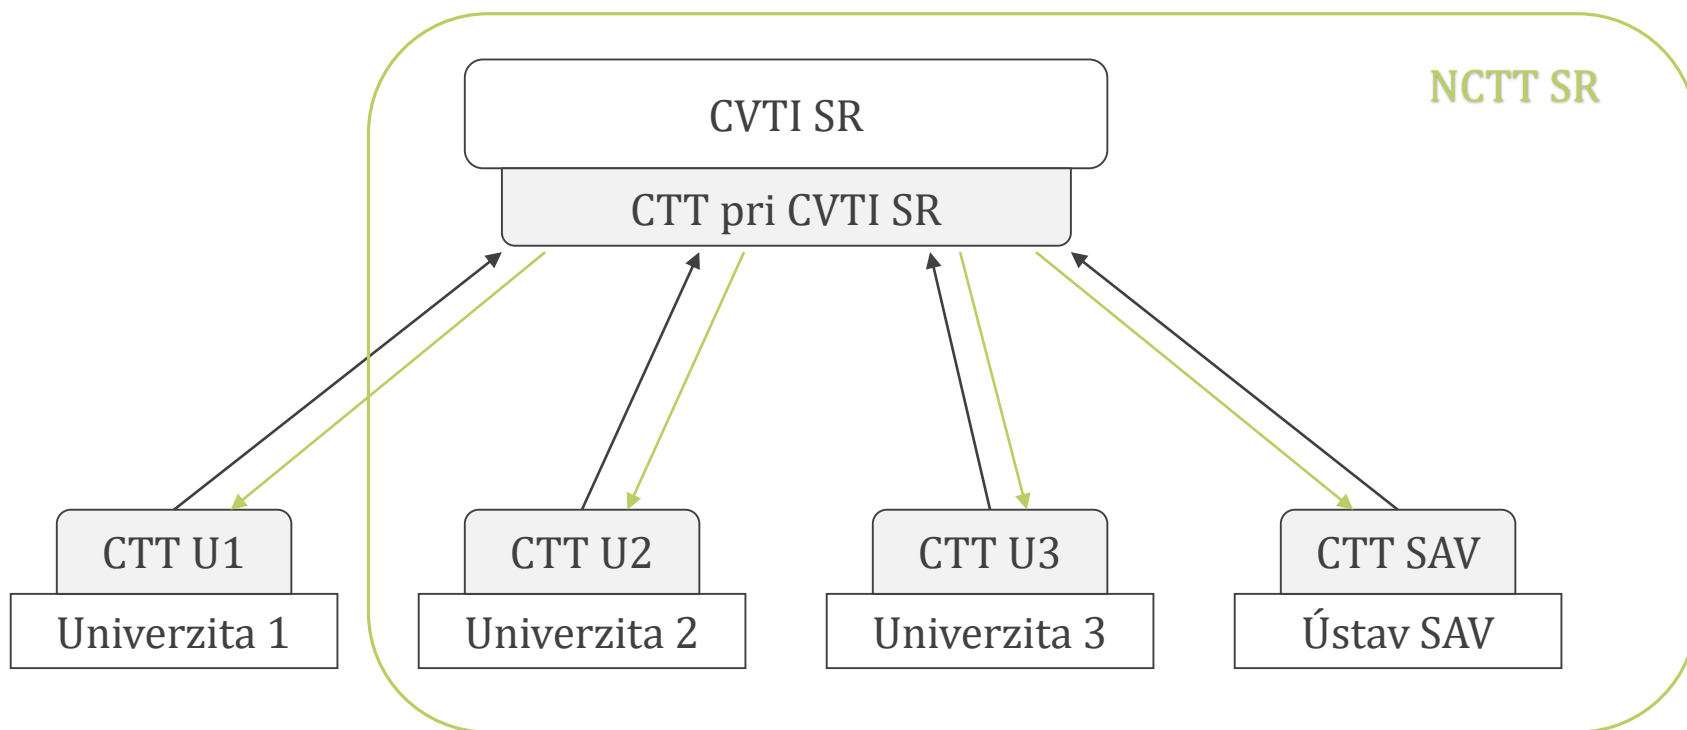 NCTT SR
CVTI SR
CTT pri CVTI SR
CTT U1
CTT U2
CTT U3
CTT SAV
Univerzita 1
Univerzita 2
Univerzita 3
Ústav SAV